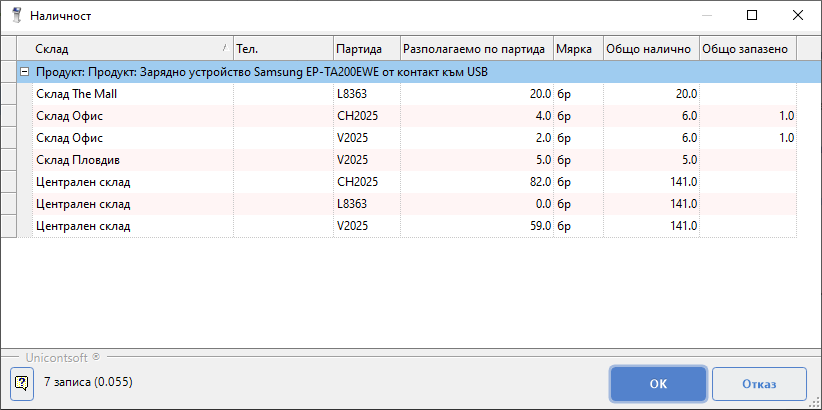 Наличност
Склад Тел. Партида Разполагаемо по партида Мярка Общо налично Общо запазено
Продукт: Продукт: Зарядно устройство Samsung EP-TA200EWE от контакт към USB
Склад The Mall L8363 20.0 бр 20.0
Склад Офис CH2025 4.0 бр 6.0 1.0
Склад Офис V2025 2.0 бр 6.0 1.0
Склад Пловдив V2025 5.0 бр 5.0
Централен склад CH2025 82.0 бр 141.0
Централен склад L8363 0.0 бр 141.0
Централен склад V2025 59.0 бр 141.0
Unicontsoft ®
7 записа (0.055) OK Отказ